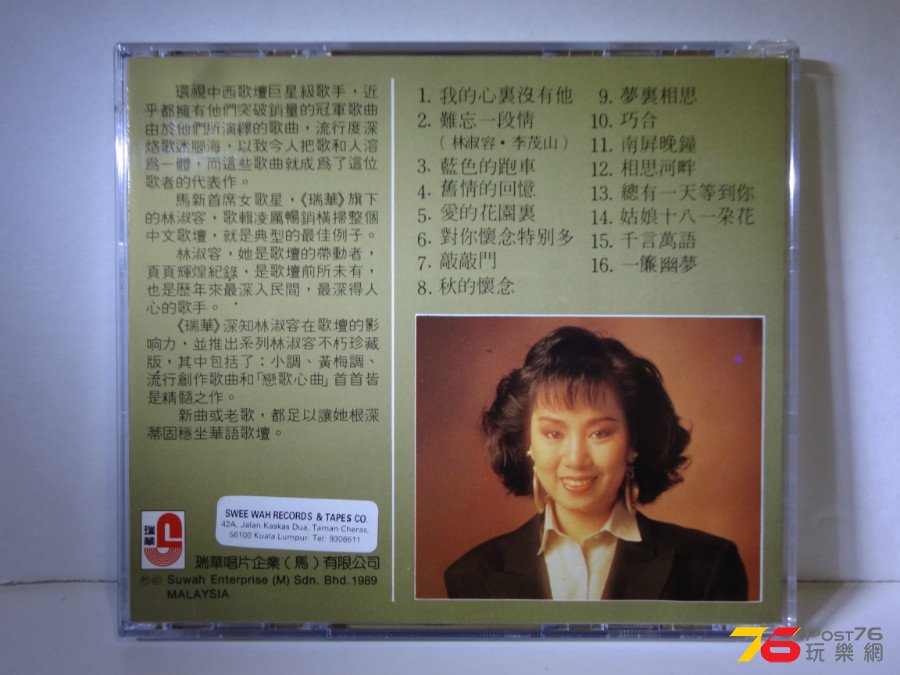 環視中西歌壇巨星級歌手，近
乎都擁有他們突破銷量的冠軍歌曲
由於他們所演繹的歌曲，流行度深
烙歌迷腦海，以致令人把歌和人溶
爲一體，而這些歌曲就成爲了這位
歌者的代表作。
馬新首席女歌星，《瑞華》旗下
的林淑容，歌輯凌厲暢銷橫掃整個
中文歌壇，就是典型的最佳例子。
林淑容，她是歌壇的帶動者，
頁頁輝煌紀錄，是歌壇前所未有，
也是歷年來最深入民間，最深得人
心的歌手。
《瑞華》深知林淑容在歌壇的影
响力，並推出系列林淑容不朽珍藏
版，其中包括了：小調、黃梅調、
流行創作歌曲和「戀歌心曲」首首皆
是精髓之作。
新曲或老歌，都足以讓她根深
蒂固穩坐華語歌壇。
1. 我的心裏沒有他
2. 難忘一段情
（林淑容・李茂山）
3. 藍色的跑車
4. 舊情的回憶
5. 愛的花園裏
6. 對你懷念特別多
7. 敲敲門
8. 秋的懷念
9. 夢裏相思
10. 巧合
11. 南屏晚鐘
12. 相思河畔
13. 總有一天等到你
14. 姑娘十八一朵花
15. 千言萬語
16. 一簾幽夢
瑞華
SWEE WAH RECORDS & TAPES CO.
42A, Jalan Kaskas Dua, Taman Cheras,
56100 Kuala Lumpur. Tel: 9306611
瑞華唱片企業（馬）有限公司
℗ © Suwah Enterprise (M) Sdn. Bhd. 1989
MALAYSIA
76 Post76
玩樂網